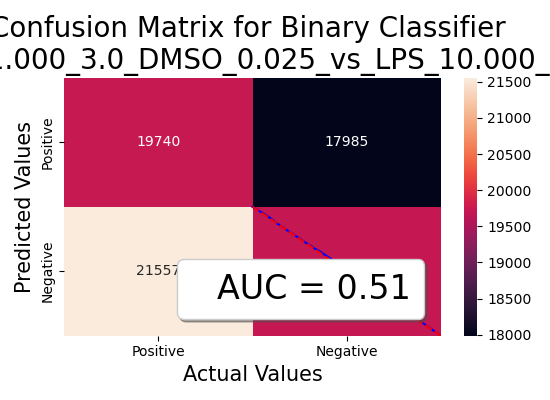 Confusion Matrix for Binary Classifier
1.000_3.0_DMSO_0.025_vs_LPS_10.000_
Predicted Values
Positive
Negative
19740
17985
21557
AUC = 0.51
Positive
Negative
Actual Values
21500
21000
20500
20000
19500
19000
18500
18000